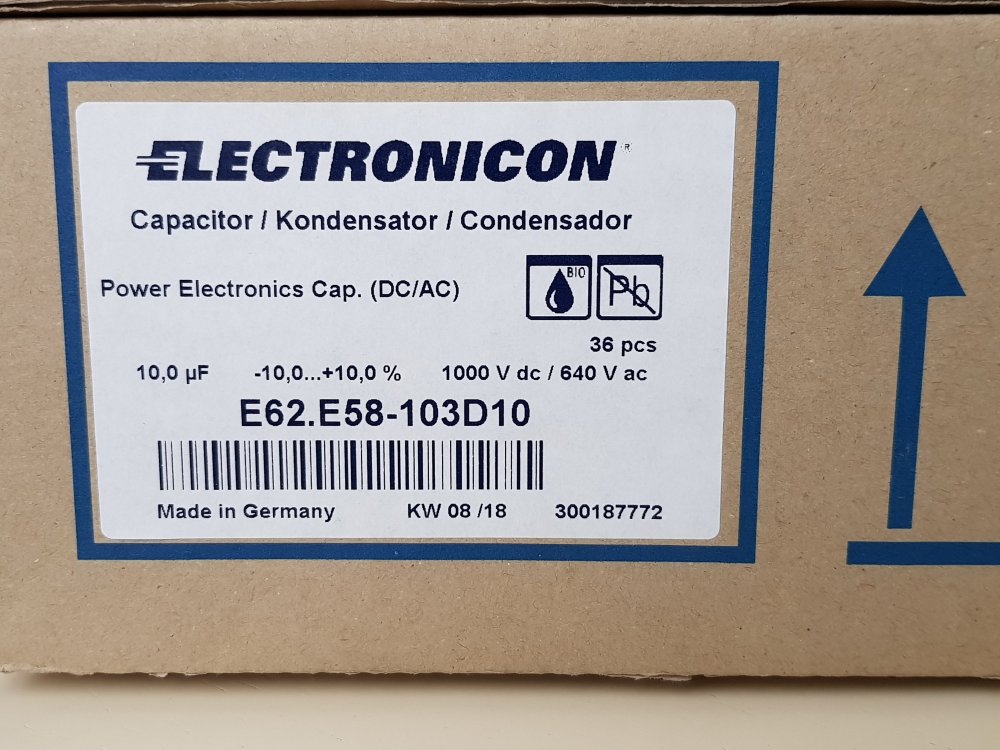 ELECTRONICON®
Capacitor / Kondensator / Condensador
Power Electronics Cap. (DC/AC)
BIO
Pb
36 pcs
10,0 µF -10,0...+10,0 % 1000 V dc / 640 V ac
E62.E58-103D10
Made in Germany KW 08 /18 300187772